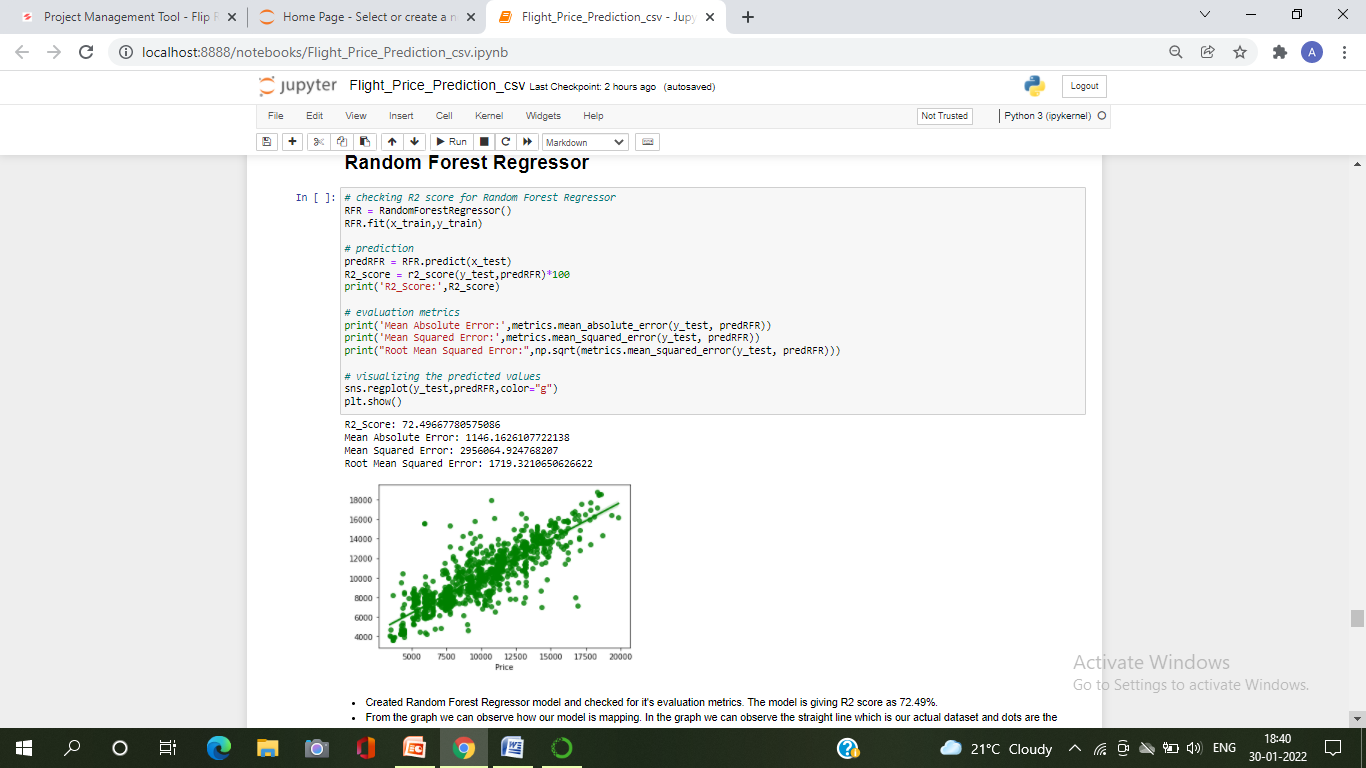 Project Management Tool - Flip R
Home Page - Select or create a n
Flight_Price_Prediction_csv - Jupy
localhost:8888/notebooks/Flight_Price_Prediction_csv.ipynb
A
jupyter Flight_Price_Prediction_csv Last Checkpoint: 2 hours ago (autosaved)
Logout
File Edit View Insert Cell Kernel Widgets Help
Not Trusted
Python 3 (ipykernel)
Run
Markdown
Random Forest Regressor
In [ ]:
# checking R2 score for Random Forest Regressor
RFR = RandomForestRegressor()
RFR.fit(x_train,y_train)
# prediction
predRFR = RFR.predict(x_test)
R2_score = r2_score(y_test,predRFR)*100
print('R2_Score:',R2_score)
# evaluation metrics
print('Mean Absolute Error:',metrics.mean_absolute_error(y_test, predRFR))
print('Mean Squared Error:',metrics.mean_squared_error(y_test, predRFR))
print("Root Mean Squared Error:",np.sqrt(metrics.mean_squared_error(y_test, predRFR)))
# visualizing the predicted values
sns.regplot(y_test,predRFR,color="g")
plt.show()
R2_Score: 72.49667780575086
Mean Absolute Error: 1146.1626107722138
Mean Squared Error: 2956064.924768207
Root Mean Squared Error: 1719.3210650626622
18000
16000
14000
12000
10000
8000
6000
4000
5000 7500 10000 12500 15000 17500 20000
Price
• Created Random Forest Regressor model and checked for it's evaluation metrics. The model is giving R2 score as 72.49%.
• From the graph we can observe how our model is mapping. In the graph we can observe the straight line which is our actual dataset and dots are the
Activate Windows
Go to Settings to activate Windows.
21°C Cloudy
ENG
18:40
30-01-2022